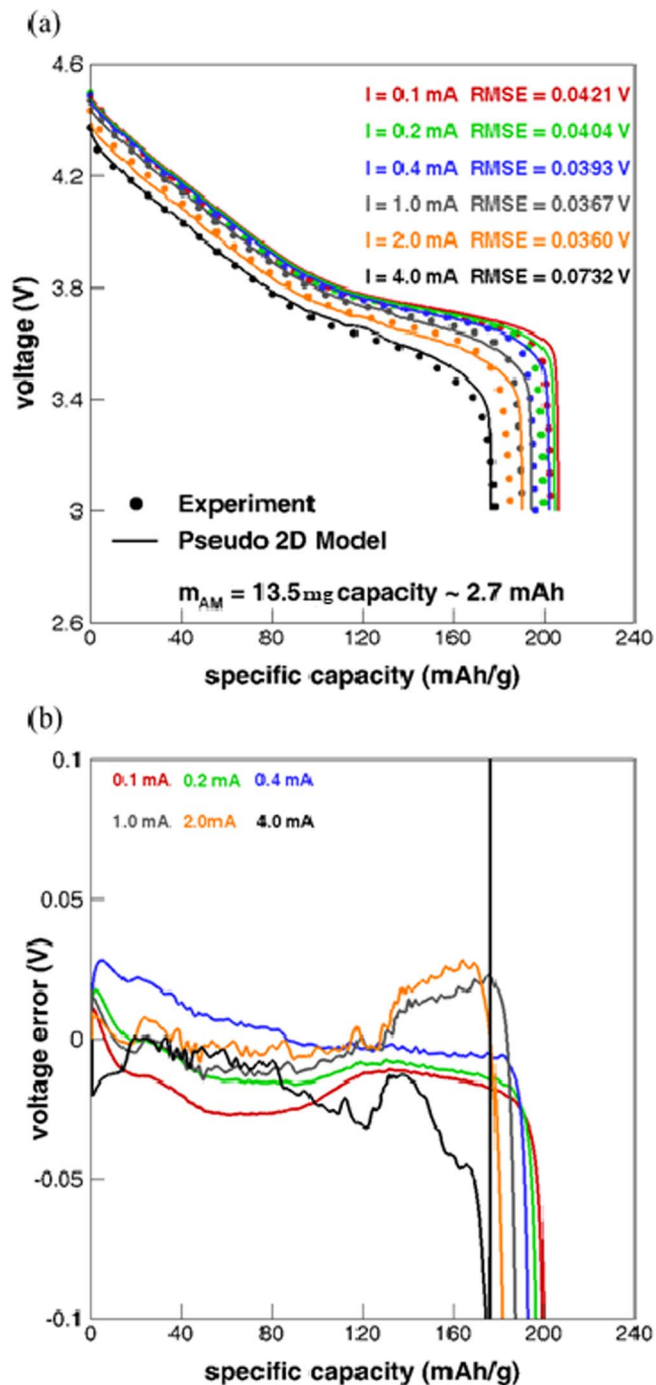 (a)
4.6
I = 0.1 mA RMSE = 0.0421 V
I = 0.2 mA RMSE = 0.0404 V
4.2
I = 0.4 mA RMSE = 0.0393 V
I = 1.0 mA RMSE = 0.0367 V
I = 2.0 mA RMSE = 0.0360 V
I = 4.0 mA RMSE = 0.0732 V
3.8
voltage (V)
3.4
Experiment
3
Pseudo 2D Model
mAM = 13.5mg capacity ~ 2.7 mAh
2.6
0 40 80 120 160 200 240
specific capacity (mAh/g)
(b)
0.1
0.1 mA. 0.2 mA 0.4 mA
1.0 mA. 2.0mA 4.0 mA
0.05
voltage error (V)
0
-0.05
-0.1
0 40 80 120 160 200 240
specific capacity (mAh/g)